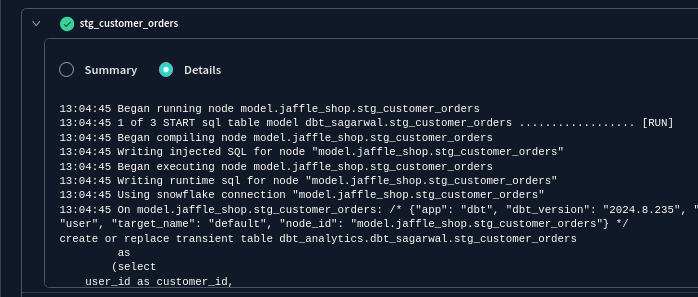 stg_customer_orders
Summary Details
13:04:45 Began running node model.jaffle_shop.stg_customer_orders
13:04:45 1 of 3 START sql table model dbt_sagarwal.stg_customer_orders .................. [RUN]
13:04:45 Began compiling node model.jaffle_shop.stg_customer_orders
13:04:45 Writing injected SQL for node "model.jaffle_shop.stg_customer_orders"
13:04:45 Began executing node model.jaffle_shop.stg_customer_orders
13:04:45 Writing runtime sql for node "model.jaffle_shop.stg_customer_orders"
13:04:45 Using snowflake connection "model.jaffle_shop.stg_customer_orders"
13:04:45 On model.jaffle_shop.stg_customer_orders: /* {"app": "dbt", "dbt_version": "2024.8.235", "
"user", "target_name": "default", "node_id": "model.jaffle_shop.stg_customer_orders"} */
create or replace transient table dbt_analytics.dbt_sagarwal.stg_customer_orders
as
(select
user_id as customer_id,